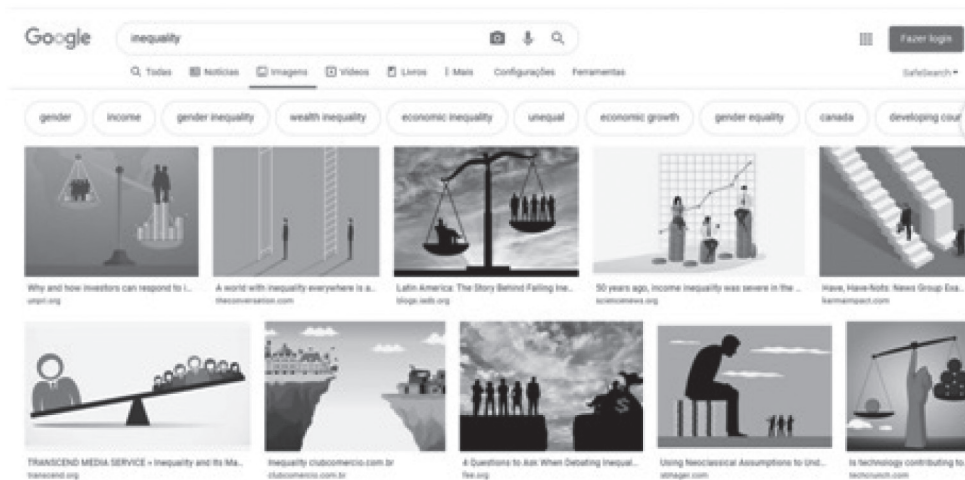 Google
inequality
Fazer login
Todas Notícias Imagens Vídeos Livros Mais Configurações Ferramentas
SafeSearch
gender income gender inequality wealth inequality economic inequality unequal economic growth gender equality canada developing cour
Why and how investors can respond to i... A world with inequality everywhere is a... Latin America: The Story Behind Falling Ine... 50 years ago, income inequality was severe in the ... Have, Have-Nots: News Group Exa...
unpri.org theconversation.com blogs.iadb.org sciencenews.org karmaimpact.com
$
TRANSCEND MEDIA SERVICE » Inequality and Its Ma... Inequality clubcomercio.com.br 4 Questions to Ask When Debating Inequal... Using Neoclassical Assumptions to Und... Is technology contributing to
transcend.org clubcomercio.com.br fee.org techcrunch.com